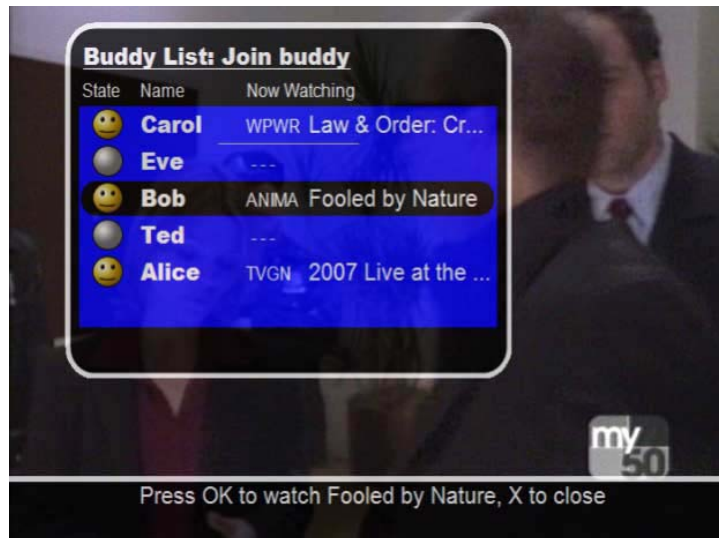 Buddy List: Join buddy
State Name Now Watching
Carol WPWR Law & Order: Cr...
Eve ---
Bob ANIMA Fooled by Nature
Ted ---
Alice TVGN 2007 Live at the ...
my
50
Press OK to watch Fooled by Nature, X to close